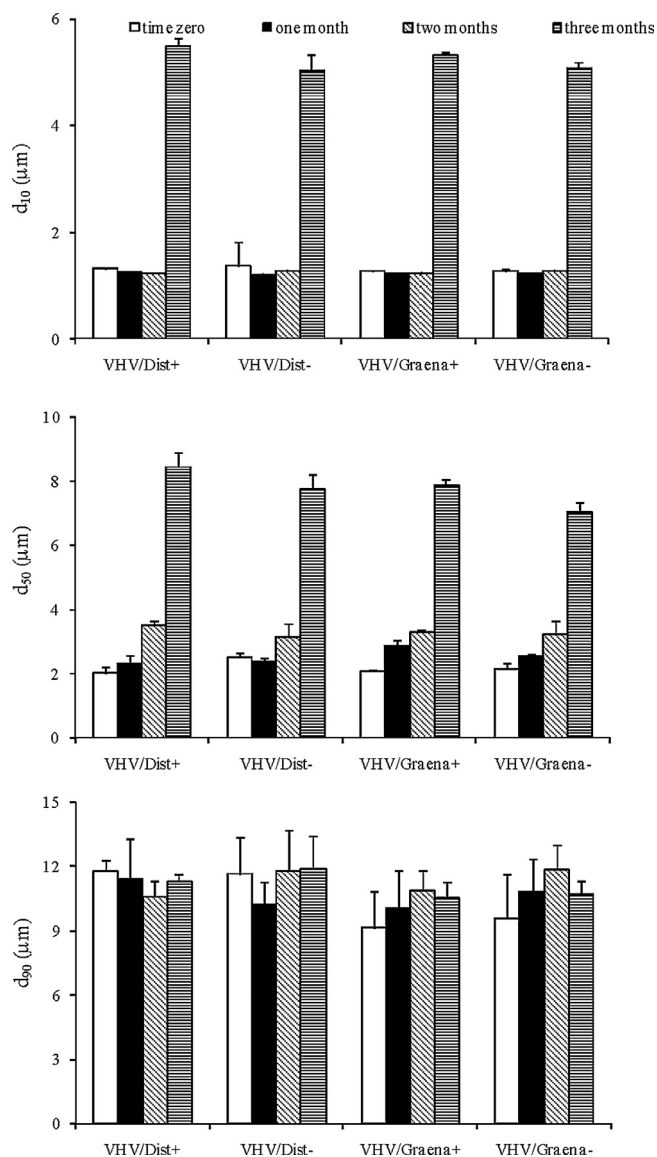 time zero one month two months three months
6
4
2
0
d10 (μm)
VHV/Dist+ VHV/Dist- VHV/Graena+ VHV/Graena-
10
8
6
4
2
0
d50 (μm)
VHV/Dist+ VHV/Dist- VHV/Graena+ VHV/Graena-
15
12
9
6
3
0
d90 (μm)
VHV/Dist+ VHV/Dist- VHV/Graena+ VHV/Graena-